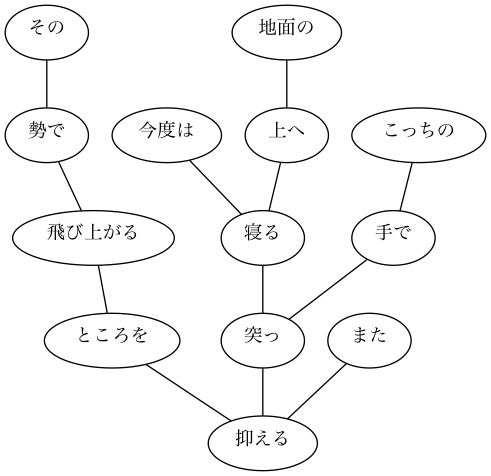 その
地面の
勢で
今度は
上へ
こっちの
飛び上がる
寝る
手で
ところを
突っ
また
抑える